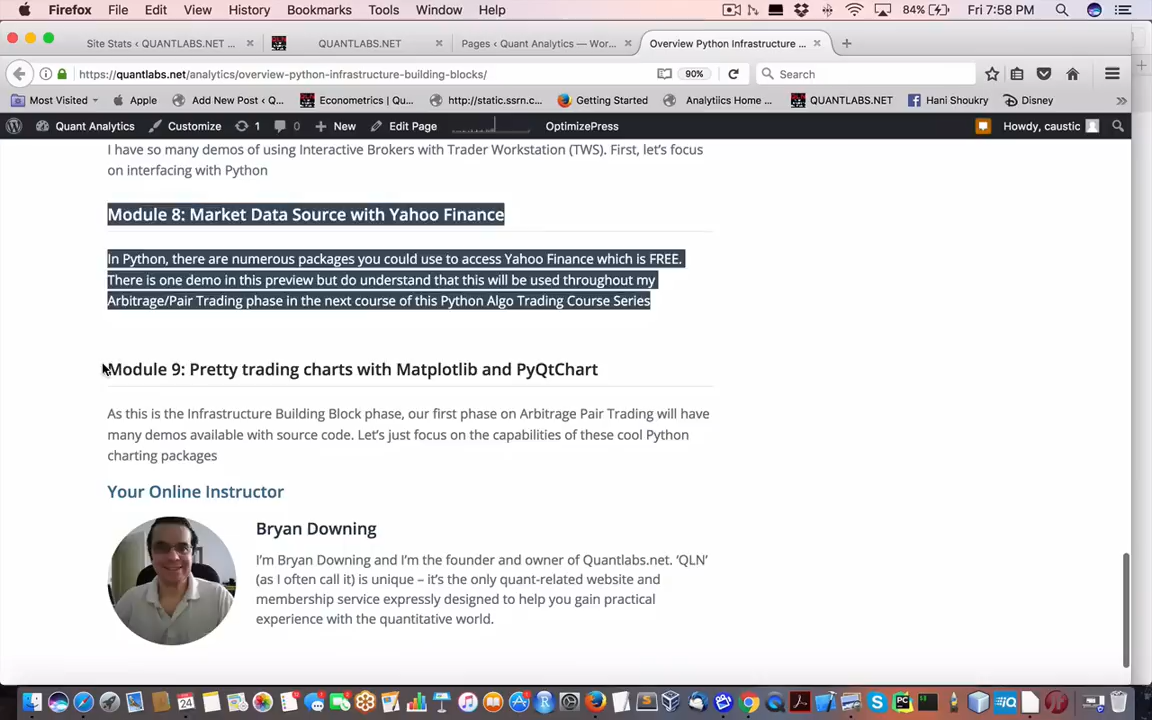 Firefox File Edit View History Bookmarks Tools Window Help 84% Fri 7:58 PM
Site Stats ‹ QUANTLABS.NET ... × QUANTLABS.NET × Pages ‹ Quant Analytics — Wor... × Overview Python Infrastructure ... ×
https://quantlabs.net/analytics/overview-python-infrastructure-building-blocks/ 90% Search
Most Visited Apple Add New Post ‹ Q... Econometrics | Qu... http://static.ssrn.c... Getting Started Analytiics Home ... QUANTLABS.NET Hani Shoukry Disney
Quant Analytics Customize 1 0 New Edit Page OptimizePress Howdy, caustic
I have so many demos of using Interactive Brokers with Trader Workstation (TWS). First, let's focus
on interfacing with Python
Module 8: Market Data Source with Yahoo Finance
In Python, there are numerous packages you could use to access Yahoo Finance which is FREE.
There is one demo in this preview but do understand that this will be used throughout my
Arbitrage/Pair Trading phase in the next course of this Python Algo Trading Course Series
Module 9: Pretty trading charts with Matplotlib and PyQtChart
As this is the Infrastructure Building Block phase, our first phase on Arbitrage Pair Trading will have
many demos available with source code. Let's just focus on the capabilities of these cool Python
charting packages
Your Online Instructor
Bryan Downing
I'm Bryan Downing and I'm the founder and owner of Quantlabs.net. 'QLN'
(as I often call it) is unique – it's the only quant-related website and
membership service expressly designed to help you gain practical
experience with the quantitative world.